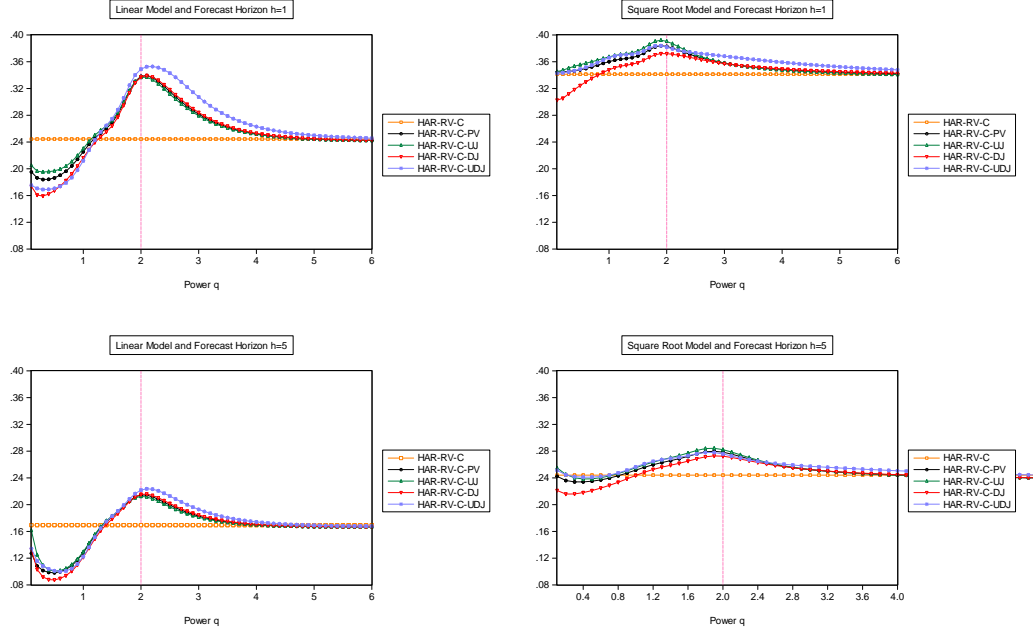 Linear Model and Forecast Horizon h=1
.40
.36
.32
.28
.24
.20
.16
.12
.08
1 2 3 4 5 6
Power q
HAR-RV-C
HAR-RV-C-PV
HAR-RV-C-UJ
HAR-RV-C-DJ
HAR-RV-C-UDJ
Square Root Model and Forecast Horizon h=1
.40
.36
.32
.28
.24
.20
.16
.12
.08
1 2 3 4 5 6
Power q
HAR-RV-C
HAR-RV-C-PV
HAR-RV-C-UJ
HAR-RV-C-DJ
HAR-RV-C-UDJ
Linear Model and Forecast Horizon h=5
.40
.36
.32
.28
.24
.20
.16
.12
.08
1 2 3 4 5 6
Power q
HAR-RV-C
HAR-RV-C-PV
HAR-RV-C-UJ
HAR-RV-C-DJ
HAR-RV-C-UDJ
Square Root Model and Forecast Horizon h=5
.40
.36
.32
.28
.24
.20
.16
.12
.08
0.4 0.8 1.2 1.6 2.0 2.4 2.8 3.2 3.6 4.0
Power q
HAR-RV-C
HAR-RV-C-PV
HAR-RV-C-UJ
HAR-RV-C-DJ
HAR-RV-C-UDJ